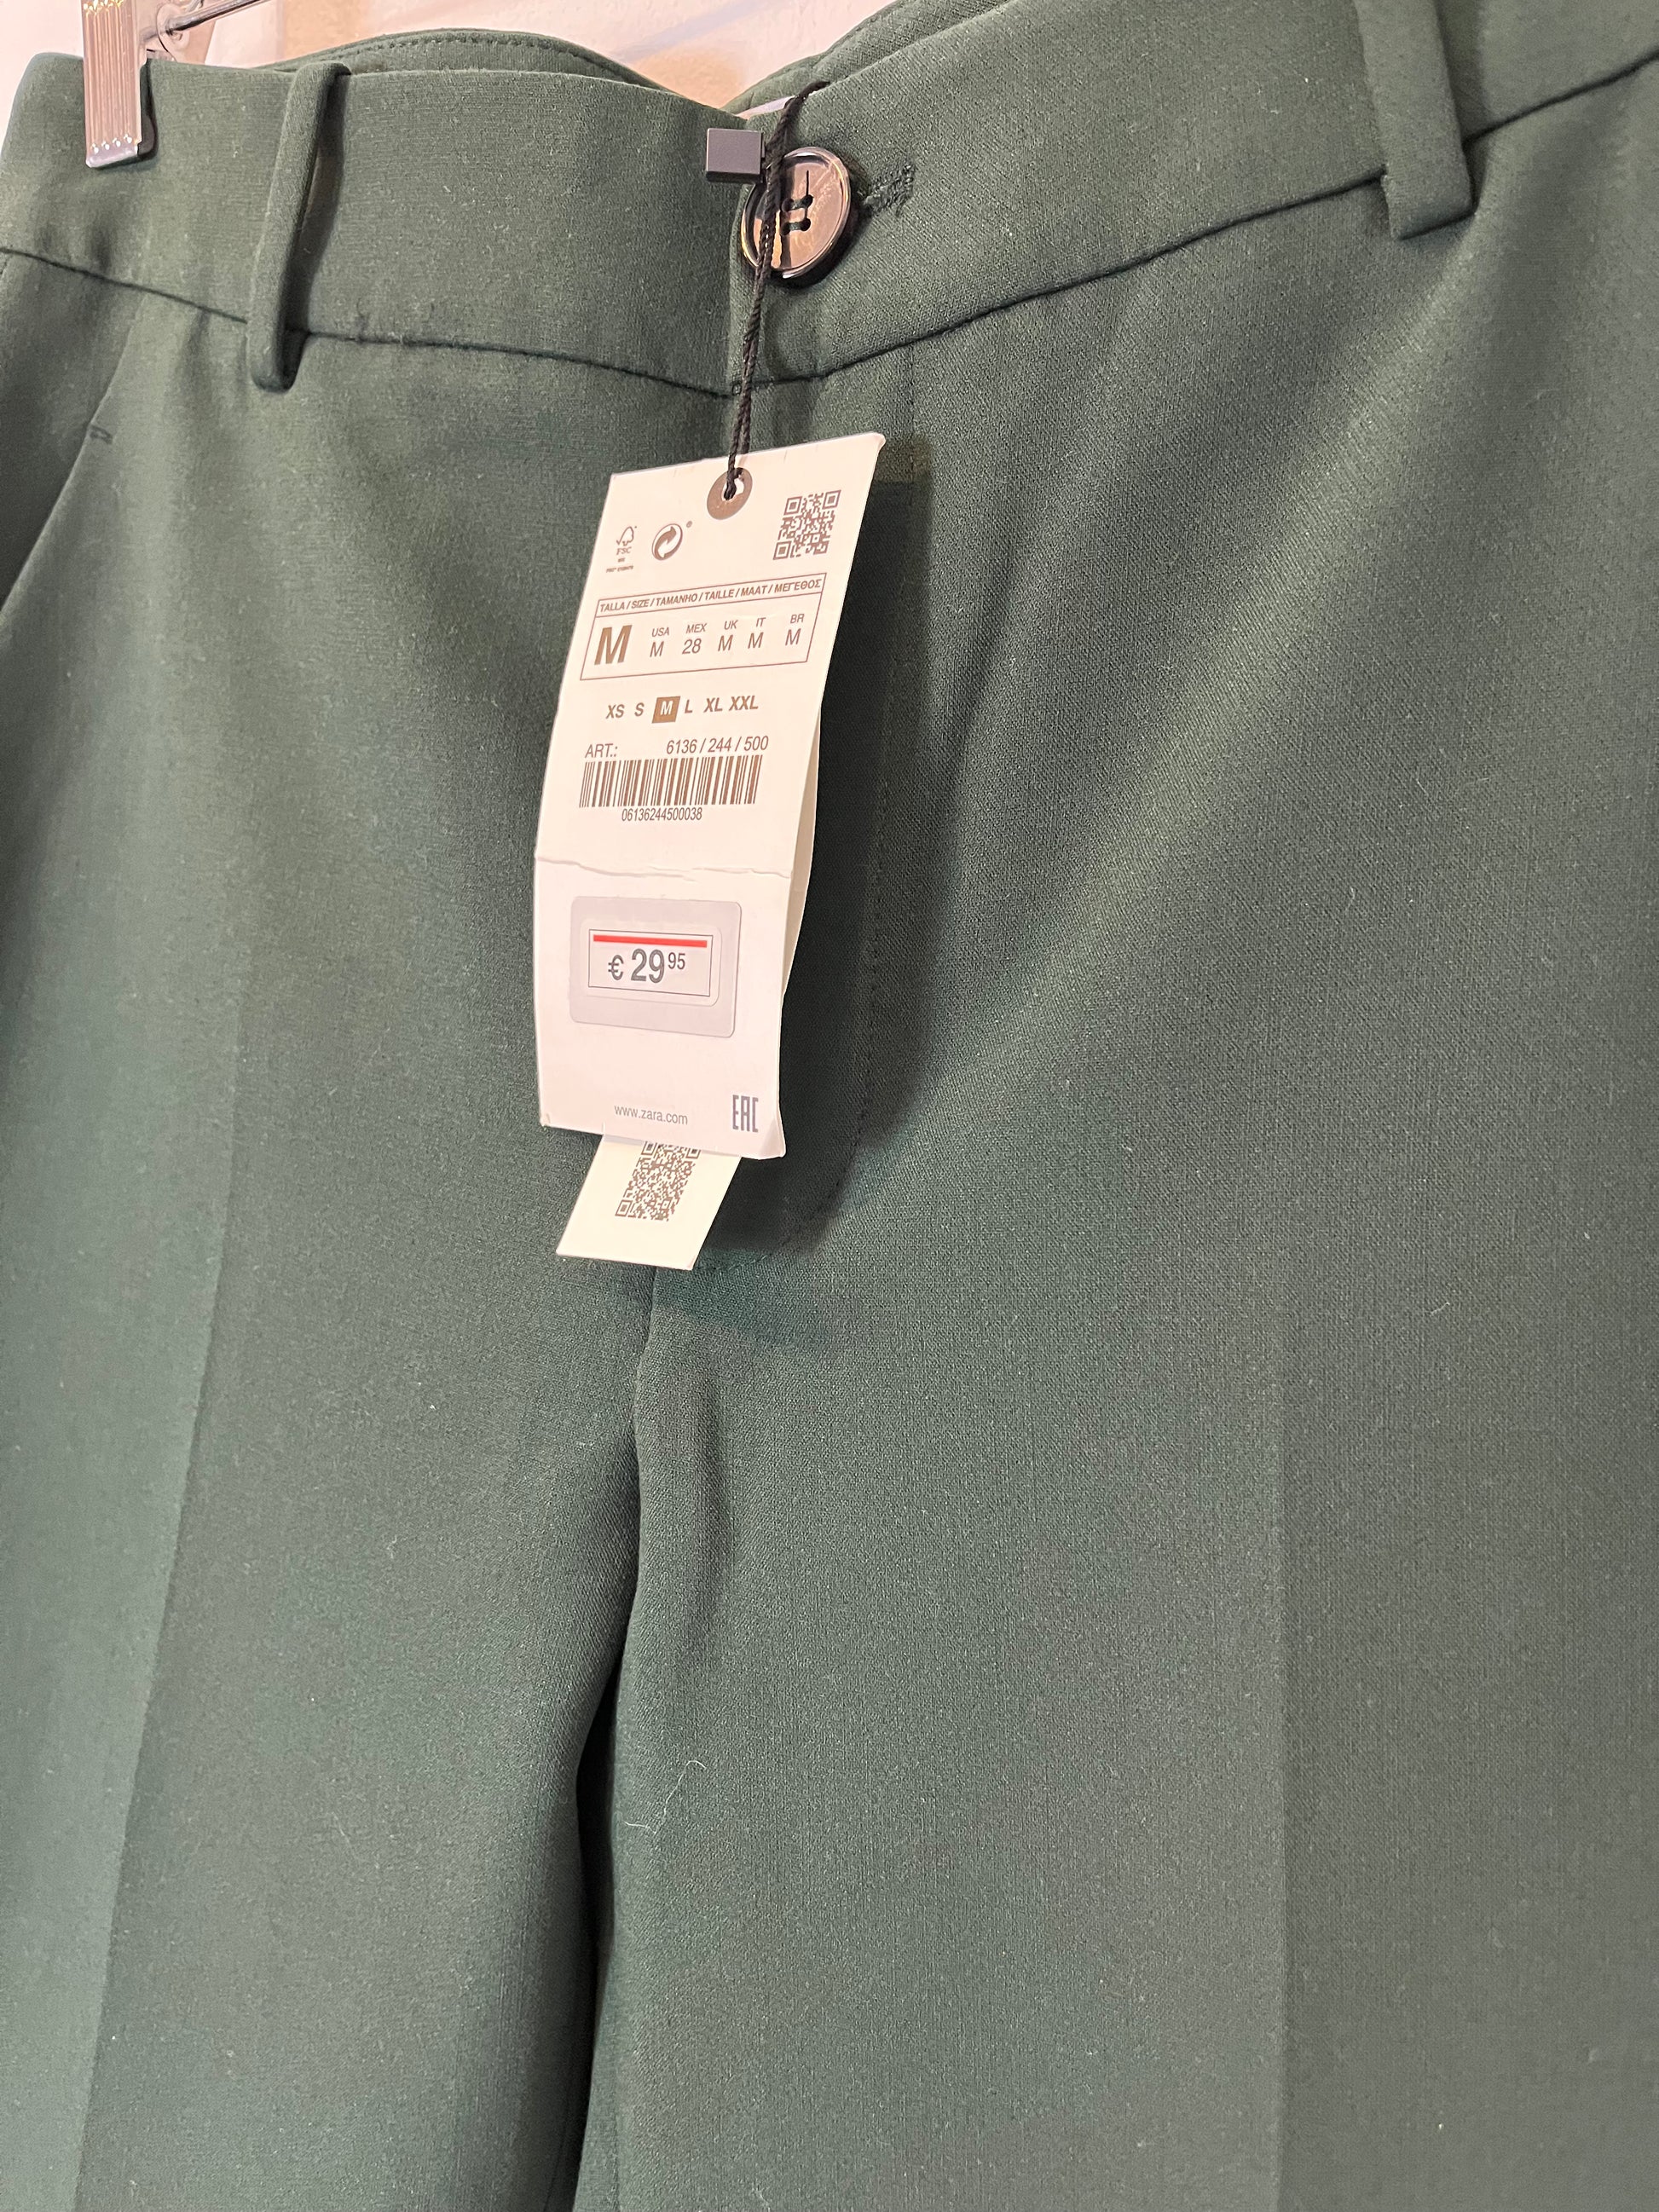 FSC
TALLA / SIZE / TAMANHO / TAILLE / MAAT / ΜΕΓΕΘΟΣ
M USA M MEX 28 UK M IT M BR M
XS S M L XL XXL
ART.: 6136 / 244 / 500
06136244500038
€ 29 95
www.zara.com
EAC